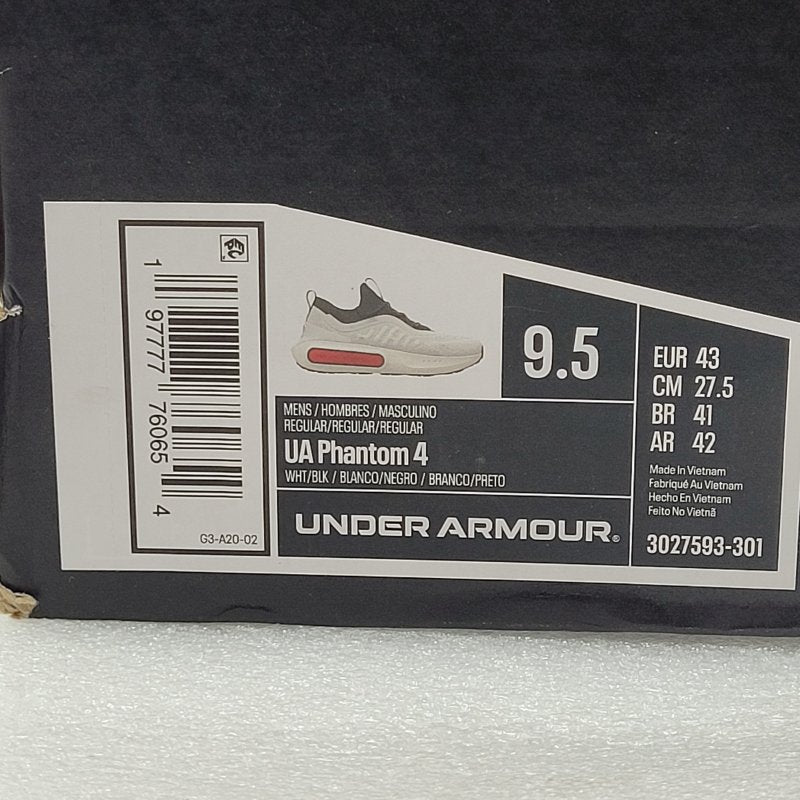 1 97777 76065 4
EPC
G3-A20-02
9.5
EUR 43
CM 27.5
BR 41
AR 42
MENS / HOMBRES / MASCULINO
REGULAR/REGULAR/REGULAR
UA Phantom 4
WHT/BLK / BLANCO/NEGRO / BRANCO/PRETO
Made In Vietnam
Fabriqué Au Vietnam
Hecho En Vietnam
Feito No Vietnã
UNDER ARMOUR®
3027593-301